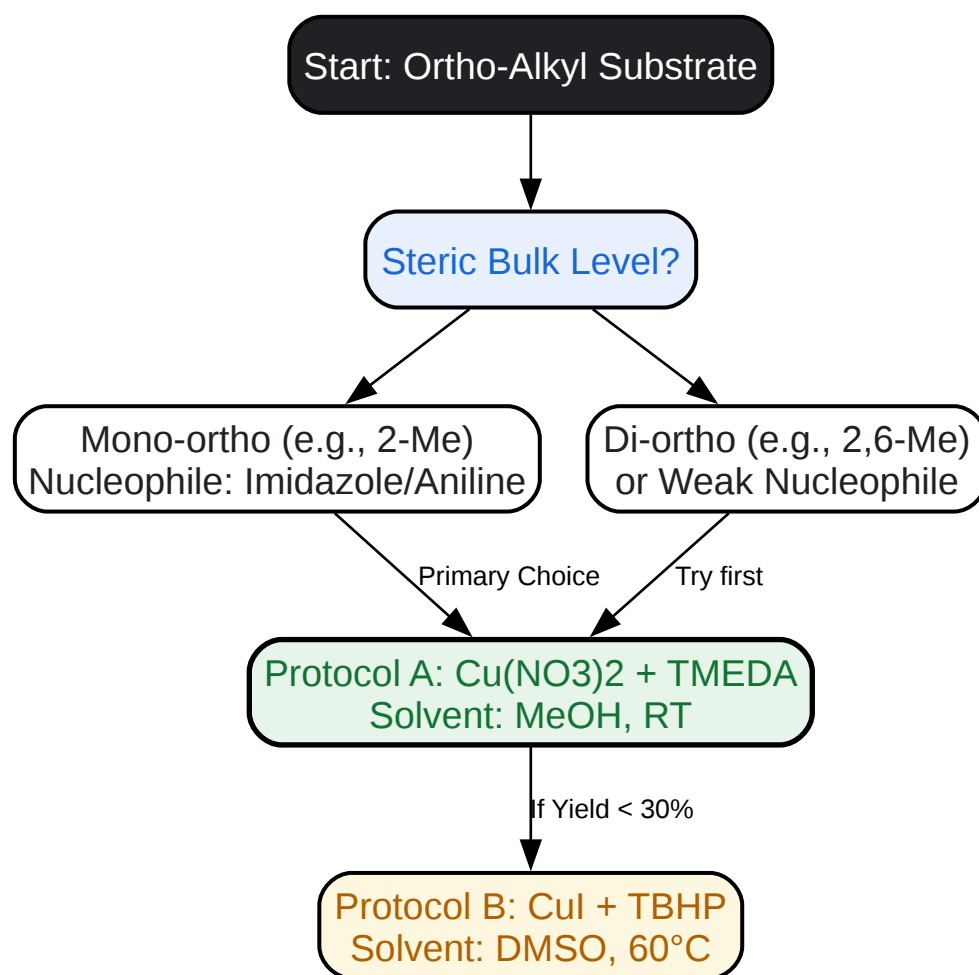 Start: Ortho-Alkyl Substrate
Steric Bulk Level?
Mono-ortho (e.g., 2-Me)
Nucleophile: Imidazole/Aniline
Di-ortho (e.g., 2,6-Me)
or Weak Nucleophile
Primary Choice
Try first
Protocol A: Cu(NO3)2 + TMEDA
Solvent: MeOH, RT
If Yield < 30%
Protocol B: CuI + TBHP
Solvent: DMSO, 60°C